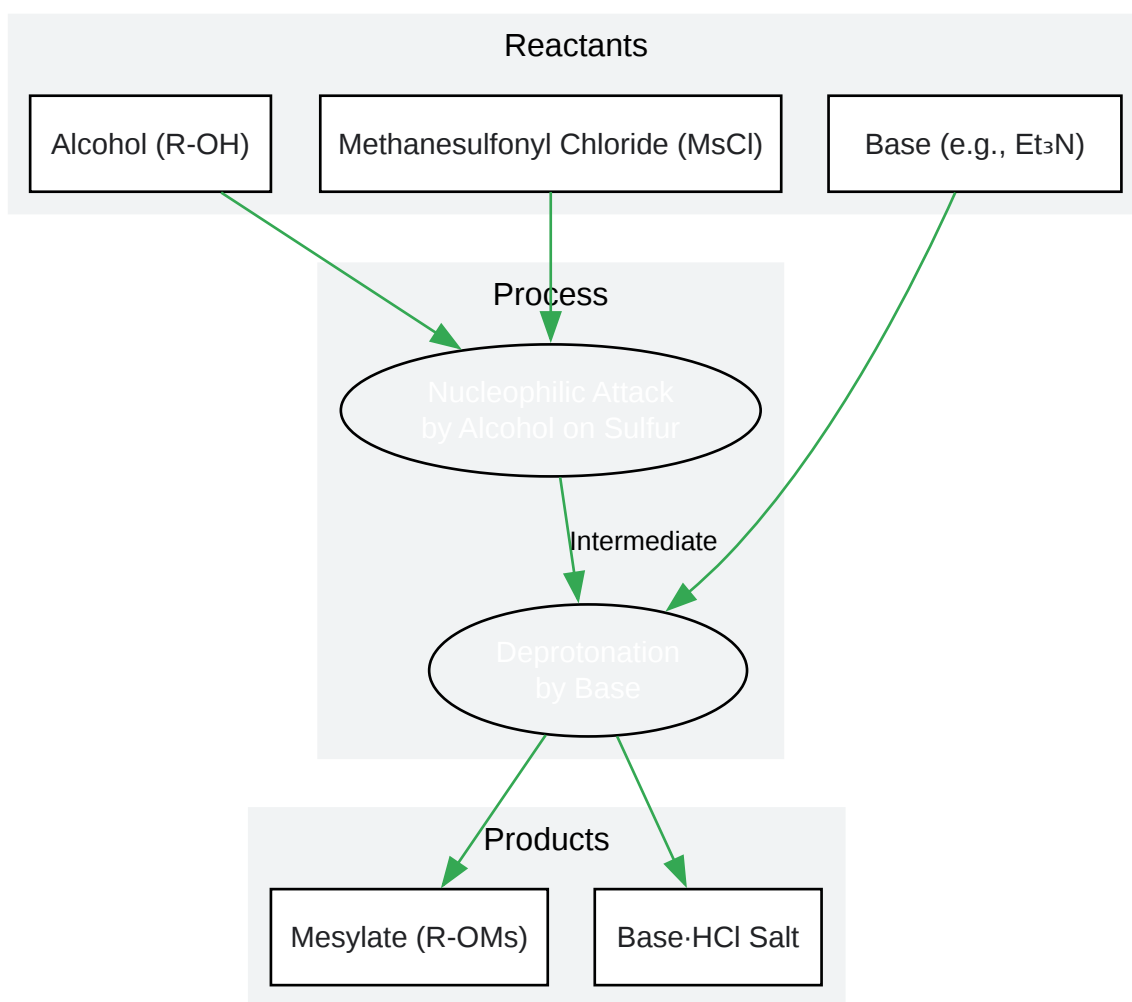 Reactants
Alcohol (R-OH)
Methanesulfonyl Chloride (MsCl)
Base (e.g., Et₃N)
Process
Nucleophilic Attack
by Alcohol on Sulfur
Intermediate
Deprotonation
by Base
Products
Mesylate (R-OMs)
Base·HCl Salt